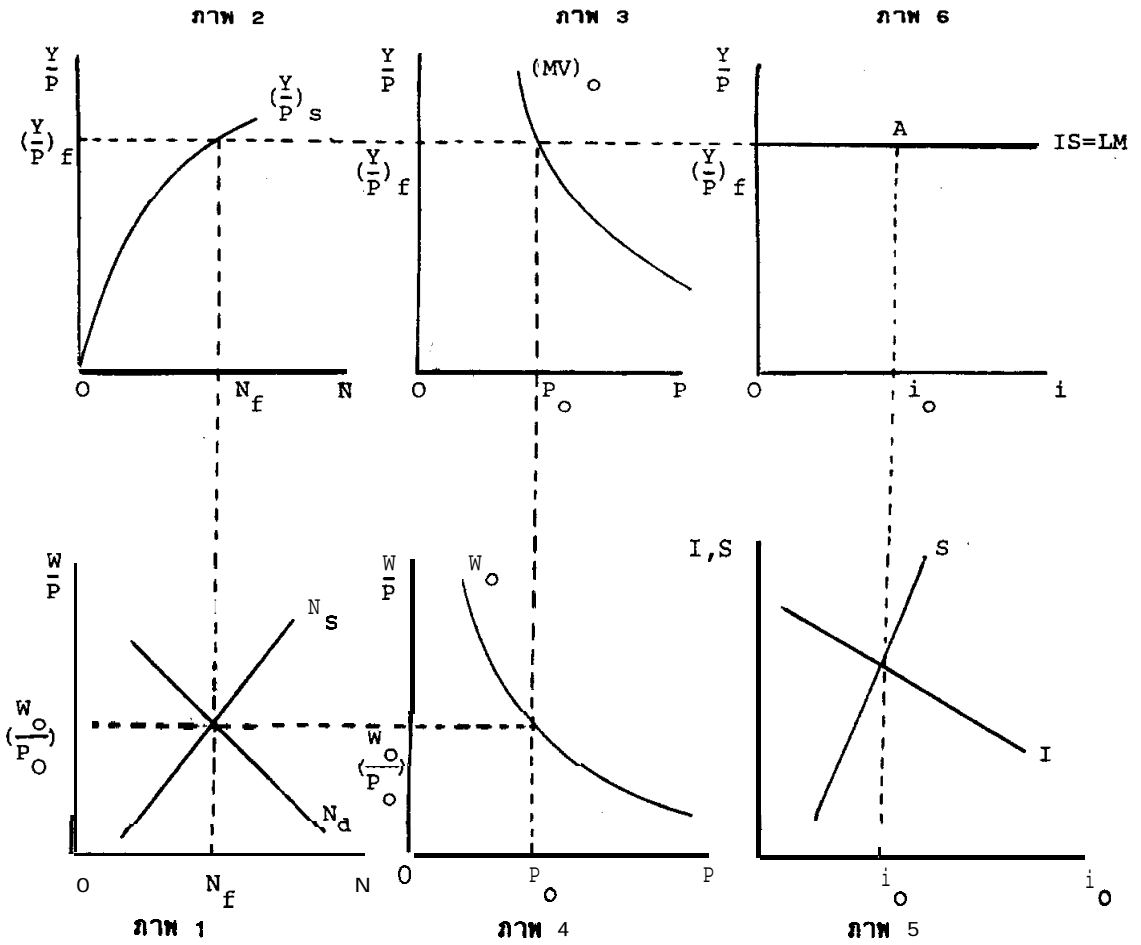 ภาพ 2
Y/P
(Y/P)s
(Y/P)f
O Nf N
ภาพ 3
Y/P
(MV)o
(Y/P)f
O Po P
ภาพ 6
Y/P
A
IS=LM
(Y/P)f
O io i
W/P
Ns
(Wo/Po)
Nd
O Nf N
ภาพ 1
W/P
Wo
(Wo/Po)
O Po P
ภาพ 4
I,S
S
I
io io
ภาพ 5